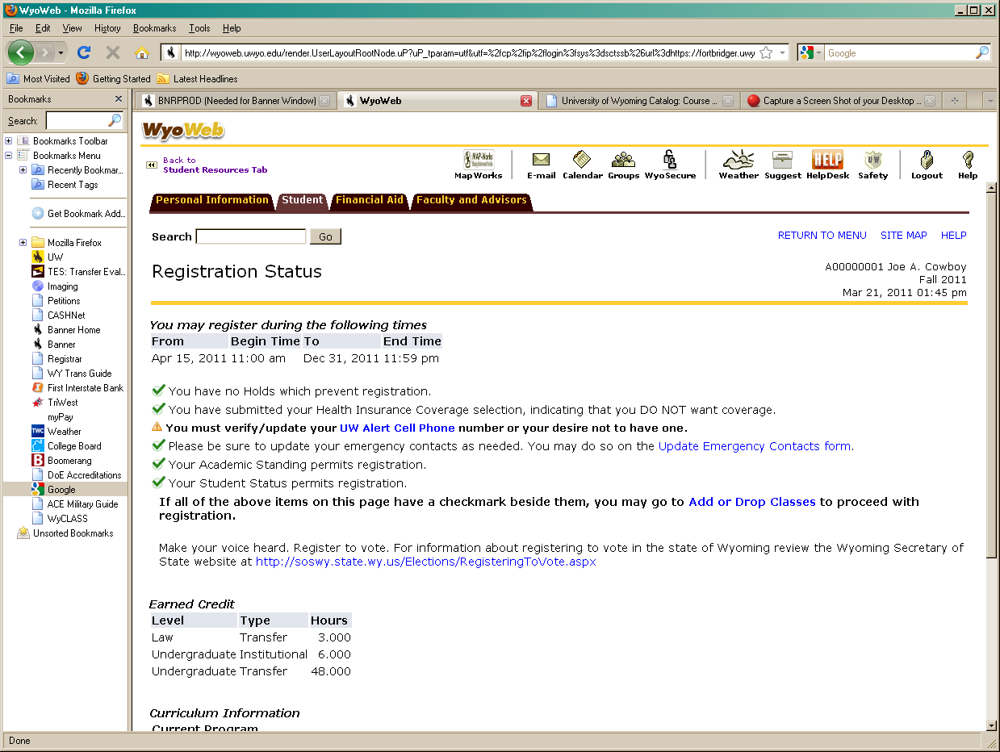 WyoWeb - Mozilla Firefox
File Edit View History Bookmarks Tools Help
http://wyoweb.uwyo.edu/render.UserLayoutRootNode.uP?uP_tparam=utf&utf=%2fcp%2fip%2flogin%3fsys%3dsctssb%26url%3dhttps://fortbridger.uwy
Google
Most Visited Getting Started Latest Headlines
Bookmarks
Search:
Bookmarks Toolbar
Bookmarks Menu
Recently Bookmar...
Recent Tags
Get Bookmark Add...
Mozilla Firefox
UW
TES: Transfer Eval...
Imaging
Petitions
CASHNet
Banner Home
Banner
Registrar
WY Trans Guide
First Interstate Bank
TriWest
myPay
TWC Weather
College Board
B Boomerang
DoE Accreditations
Google
ACE Military Guide
WyCLASS
Unsorted Bookmarks
BNRPROD (Needed for Banner Window) WyoWeb University of Wyoming Catalog: Course ... Capture a Screen Shot of your Desktop ...
WyoWeb
Back to
Student Resources Tab
MAP-Works
HELP
UW
MapWorks E-mail Calendar Groups WyoSecure Weather Suggest HelpDesk Safety Logout Help
Personal Information Student Financial Aid Faculty and Advisors
Search Go
RETURN TO MENU SITE MAP HELP
Registration Status
A00000001 Joe A. Cowboy
Fall 2011
Mar 21, 2011 01:45 pm
You may register during the following times
From Begin Time To End Time
Apr 15, 2011 11:00 am Dec 31, 2011 11:59 pm
You have no Holds which prevent registration.
You have submitted your Health Insurance Coverage selection, indicating that you DO NOT want coverage.
You must verify/update your UW Alert Cell Phone number or your desire not to have one.
Please be sure to update your emergency contacts as needed. You may do so on the Update Emergency Contacts form.
Your Academic Standing permits registration.
Your Student Status permits registration.
If all of the above items on this page have a checkmark beside them, you may go to Add or Drop Classes to proceed with
registration.
Make your voice heard. Register to vote. For information about registering to vote in the state of Wyoming review the Wyoming Secretary of
State website at http://soswy.state.wy.us/Elections/RegisteringToVote.aspx
Earned Credit
Level Type Hours
Law Transfer 3.000
Undergraduate Institutional 6.000
Undergraduate Transfer 48.000
Curriculum Information
Current Program
Done